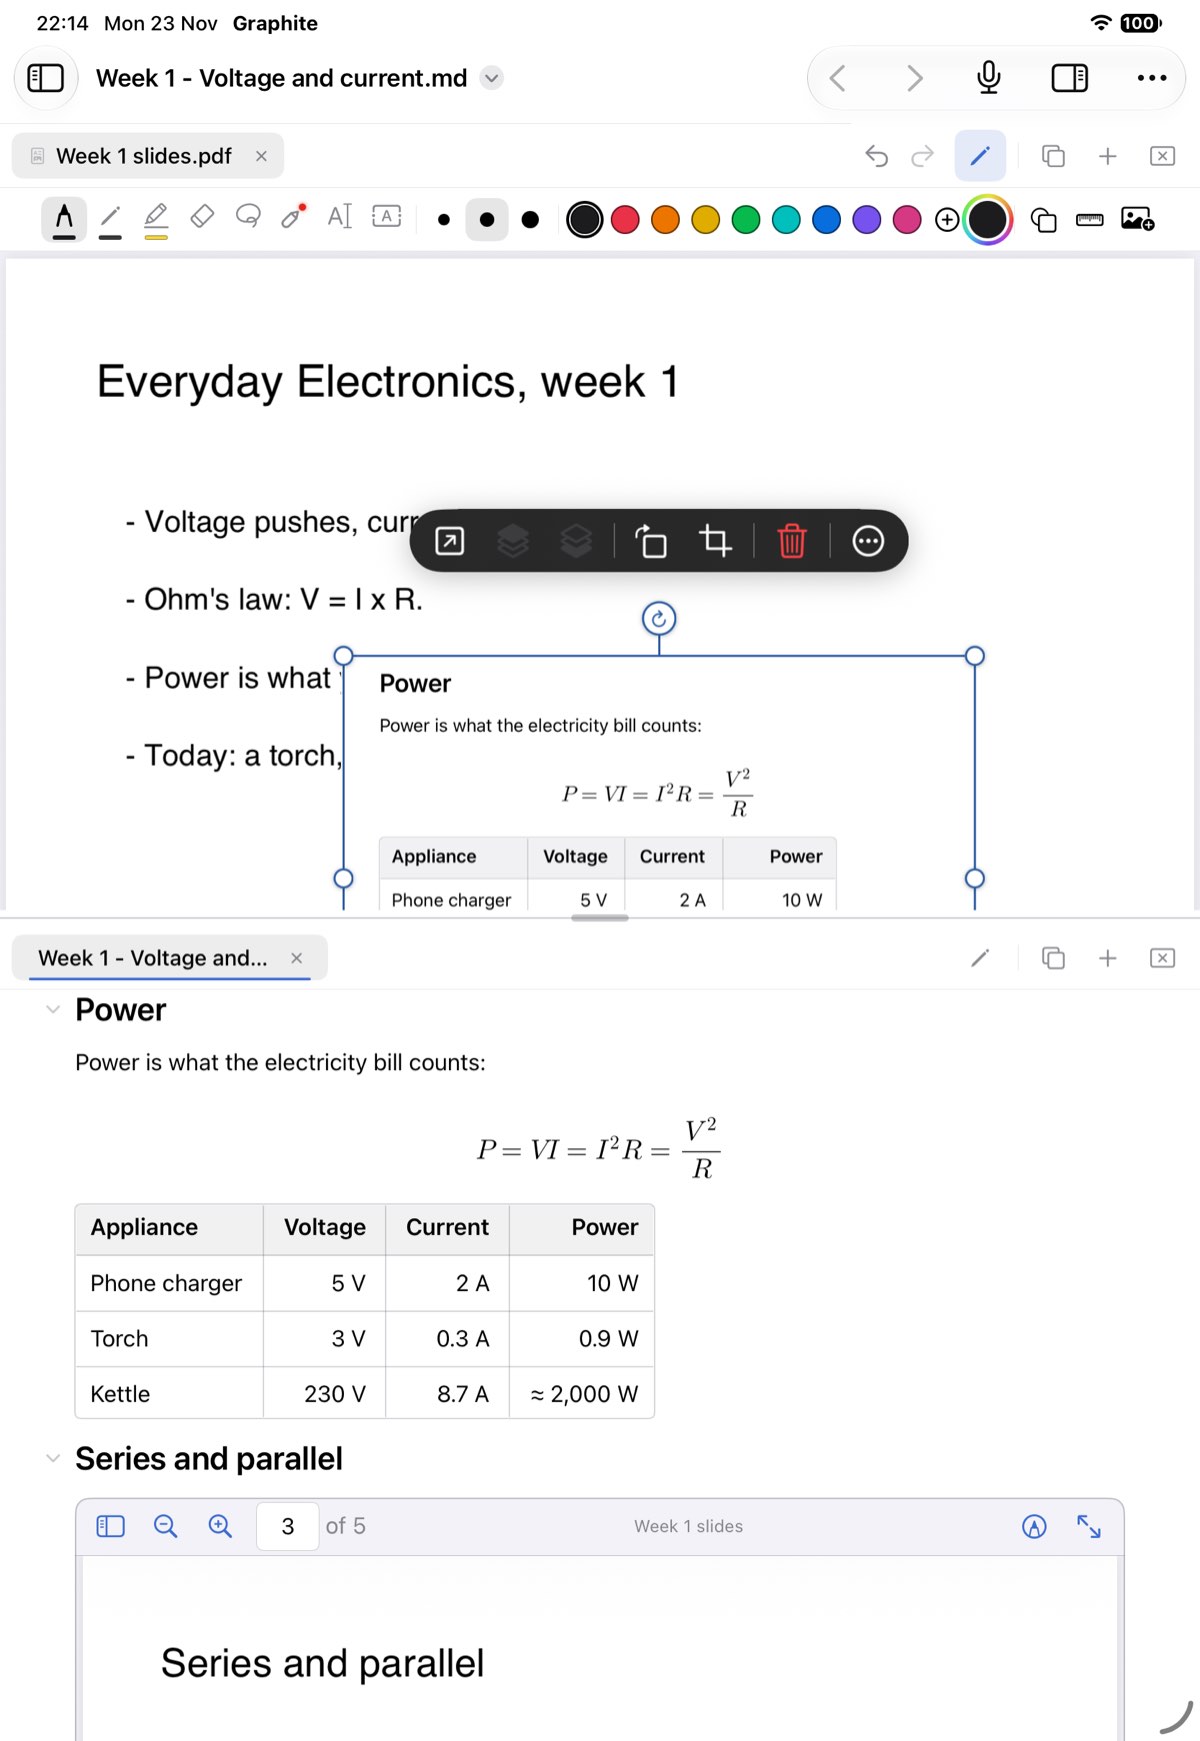 22:14 Mon 23 Nov Graphite 100
Week 1 - Voltage and current.md
Week 1 slides.pdf
Everyday Electronics, week 1
- Voltage pushes, curr
- Ohm's law: V = I x R.
- Power is what
- Today: a torch,
Power
Power is what the electricity bill counts:
P = VI = I²R = V²/R
Appliance Voltage Current Power
Phone charger 5 V 2 A 10 W
Week 1 - Voltage and...
Power
Power is what the electricity bill counts:
P = VI = I²R = V²/R
Appliance Voltage Current Power
Phone charger 5 V 2 A 10 W
Torch 3 V 0.3 A 0.9 W
Kettle 230 V 8.7 A ≈ 2,000 W
Series and parallel
3 of 5 Week 1 slides
Series and parallel